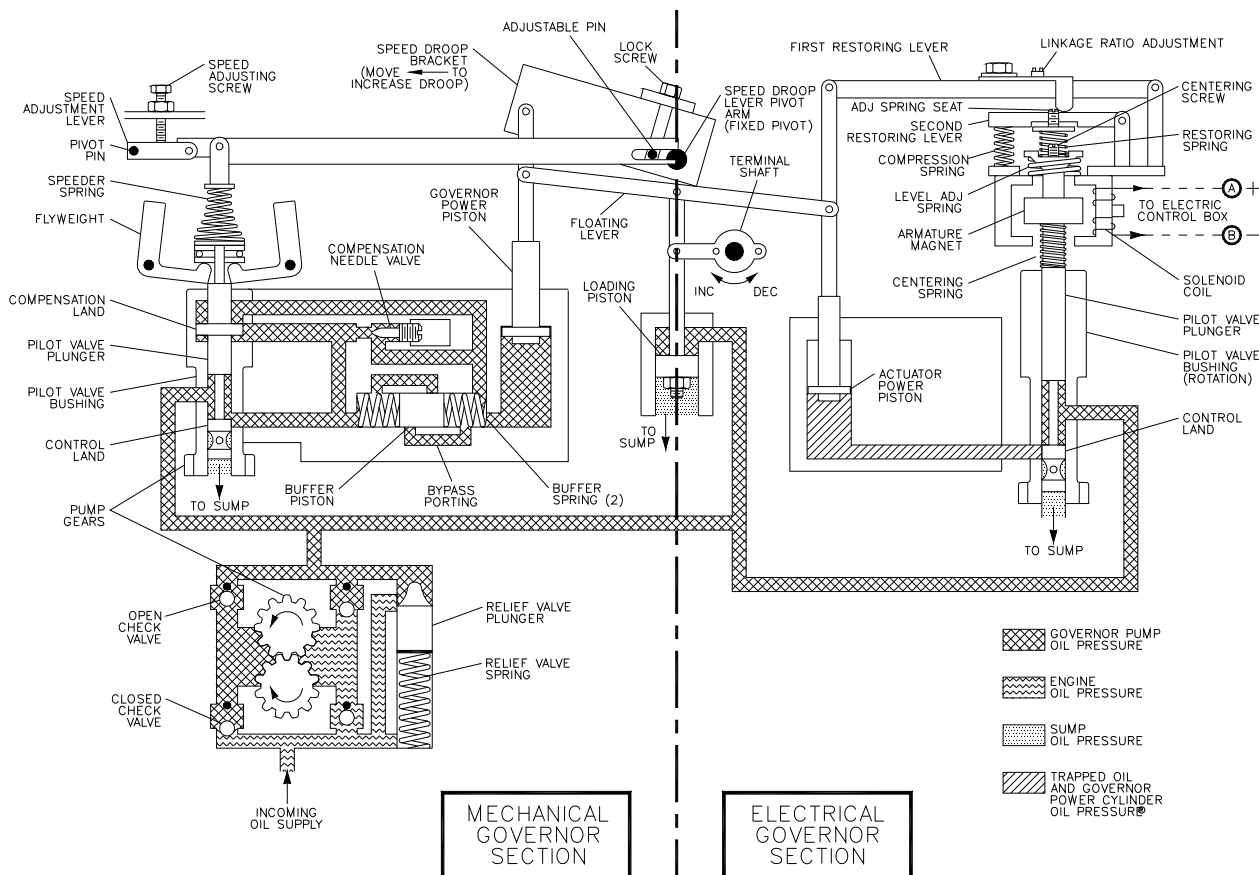 ADJUSTABLE PIN
SPEED DROOP
BRACKET
(MOVE TO
INCREASE DROOP)
LOCK
SCREW
FIRST RESTORING LEVER
LINKAGE RATIO ADJUSTMENT
SPEED
ADJUSTING
SCREW
SPEED
ADJUSTMENT
LEVER
PIVOT
PIN
SPEEDER
SPRING
FLYWEIGHT
SPEED DROOP
LEVER PIVOT
ARM
(FIXED PIVOT)
ADJ SPRING SEAT
SECOND
RESTORING LEVER
COMPRESSION
SPRING
CENTERING
SCREW
RESTORING
SPRING
TERMINAL
SHAFT
GOVERNOR
POWER
PISTON
FLOATING
LEVER
LEVEL ADJ
SPRING
ARMATURE
MAGNET
A +
TO ELECTRIC
CONTROL BOX
B -
COMPENSATION
NEEDLE VALVE
INC DEC
LOADING
PISTON
CENTERING
SPRING
SOLENOID
COIL
COMPENSATION
LAND
PILOT VALVE
PLUNGER
PILOT VALVE
BUSHING
CONTROL
LAND
PILOT VALVE
PLUNGER
PILOT VALVE
BUSHING
(ROTATION)
ACTUATOR
POWER
PISTON
CONTROL
LAND
TO
SUMP
TO SUMP
BUFFER
PISTON
BYPASS
PORTING
BUFFER
SPRING (2)
PUMP
GEARS
TO SUMP
OPEN
CHECK
VALVE
RELIEF VALVE
PLUNGER
RELIEF VALVE
SPRING
CLOSED
CHECK
VALVE
INCOMING
OIL SUPPLY
GOVERNOR PUMP
OIL PRESSURE
ENGINE
OIL PRESSURE
SUMP
OIL PRESSURE
TRAPPED OIL
AND GOVERNOR
POWER CYLINDER
OIL PRESSURE®
MECHANICAL
GOVERNOR
SECTION
ELECTRICAL
GOVERNOR
SECTION